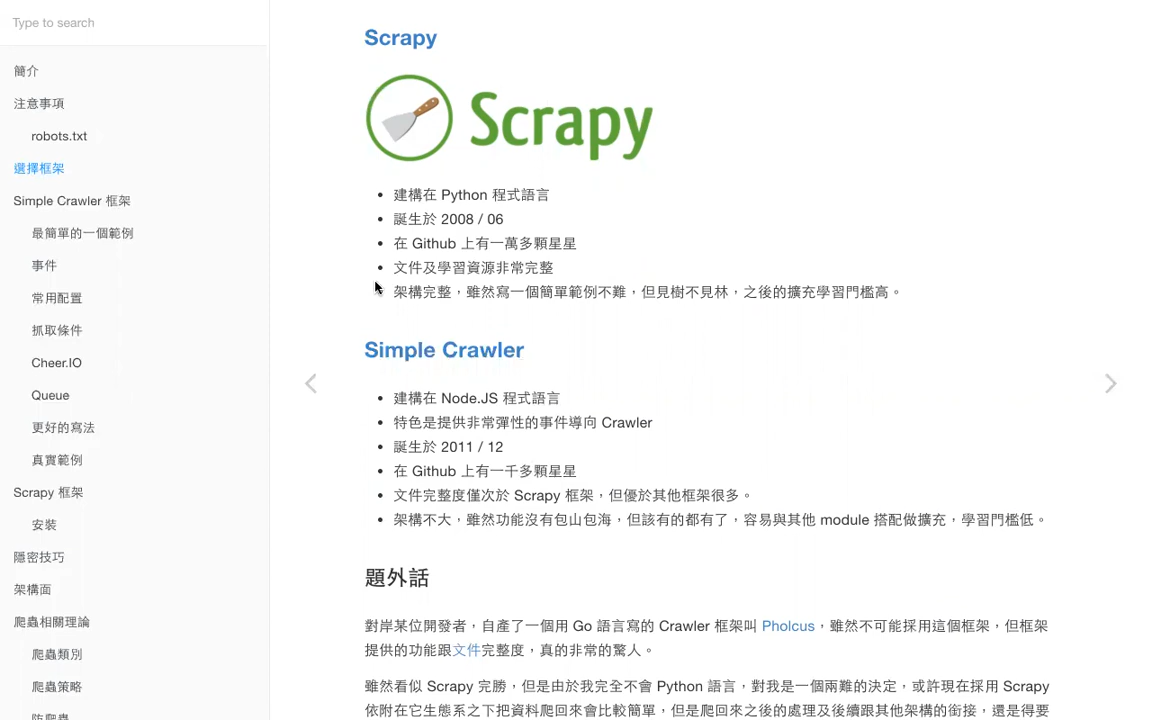 Type to search
簡介
注意事項
robots.txt
選擇框架
Simple Crawler 框架
最簡單的一個範例
事件
常用配置
抓取條件
Cheer.IO
Queue
更好的寫法
真實範例
Scrapy 框架
安裝
隱密技巧
架構面
爬蟲相關理論
爬蟲類別
爬蟲策略
防爬蟲
Scrapy
Scrapy
建構在 Python 程式語言
誕生於 2008 / 06
在 Github 上有一萬多顆星星
文件及學習資源非常完整
架構完整，雖然寫一個簡單範例不難，但見樹不見林，之後的擴充學習門檻高。
Simple Crawler
建構在 Node.JS 程式語言
特色是提供非常彈性的事件導向 Crawler
誕生於 2011 / 12
在 Github 上有一千多顆星星
文件完整度僅次於 Scrapy 框架，但優於其他框架很多。
架構不大，雖然功能沒有包山包海，但該有的都有了，容易與其他 module 搭配做擴充，學習門檻低。
題外話
對岸某位開發者，自產了一個用 Go 語言寫的 Crawler 框架叫 Pholcus，雖然不可能採用這個框架，但框架
提供的功能跟文件完整度，真的非常的驚人。
雖然看似 Scrapy 完勝，但是由於我完全不會 Python 語言，對我是一個兩難的決定，或許現在採用 Scrapy
依附在它生態系之下把資料爬回來會比較簡單，但是爬回來之後的處理及後續跟其他架構的銜接，還是得要